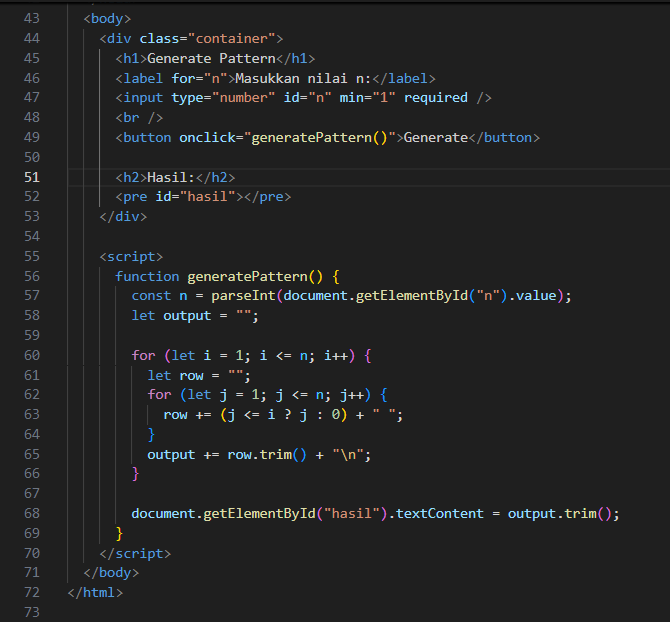 43 <body>
44 <div class="container">
45 <h1>Generate Pattern</h1>
46 <label for="n">Masukkan nilai n:</label>
47 <input type="number" id="n" min="1" required />
48 <br />
49 <button onclick="generatePattern()">Generate</button>
50
51 <h2>Hasil:</h2>
52 <pre id="hasil"></pre>
53 </div>
54
55 <script>
56 function generatePattern() {
57 const n = parseInt(document.getElementById("n").value);
58 let output = "";
59
60 for (let i = 1; i <= n; i++) {
61 let row = "";
62 for (let j = 1; j <= n; j++) {
63 row += (j <= i ? j : 0) + " ";
64 }
65 output += row.trim() + "\n";
66 }
67
68 document.getElementById("hasil").textContent = output.trim();
69 }
70 </script>
71 </body>
72 </html>
73